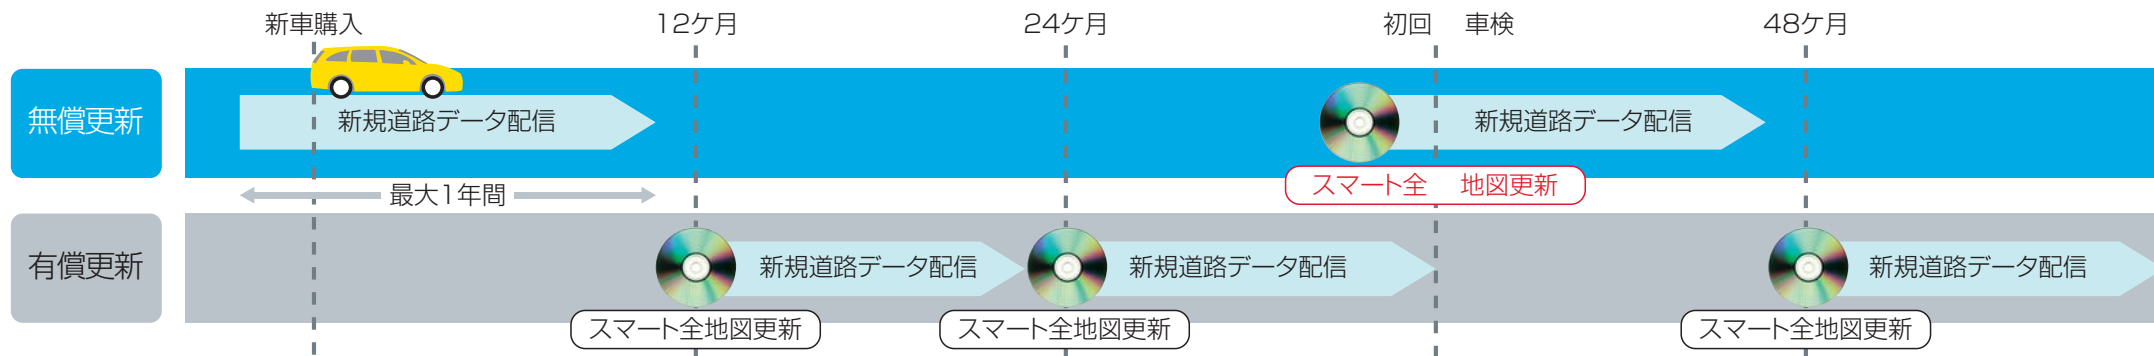 新車購入 12ケ月 24ケ月 初回 車検 48ケ月
無償更新
新規道路データ配信 新規道路データ配信
スマート全 地図更新
最大1年間
有償更新
新規道路データ配信 新規道路データ配信 新規道路データ配信
スマート全地図更新 スマート全地図更新 スマート全地図更新